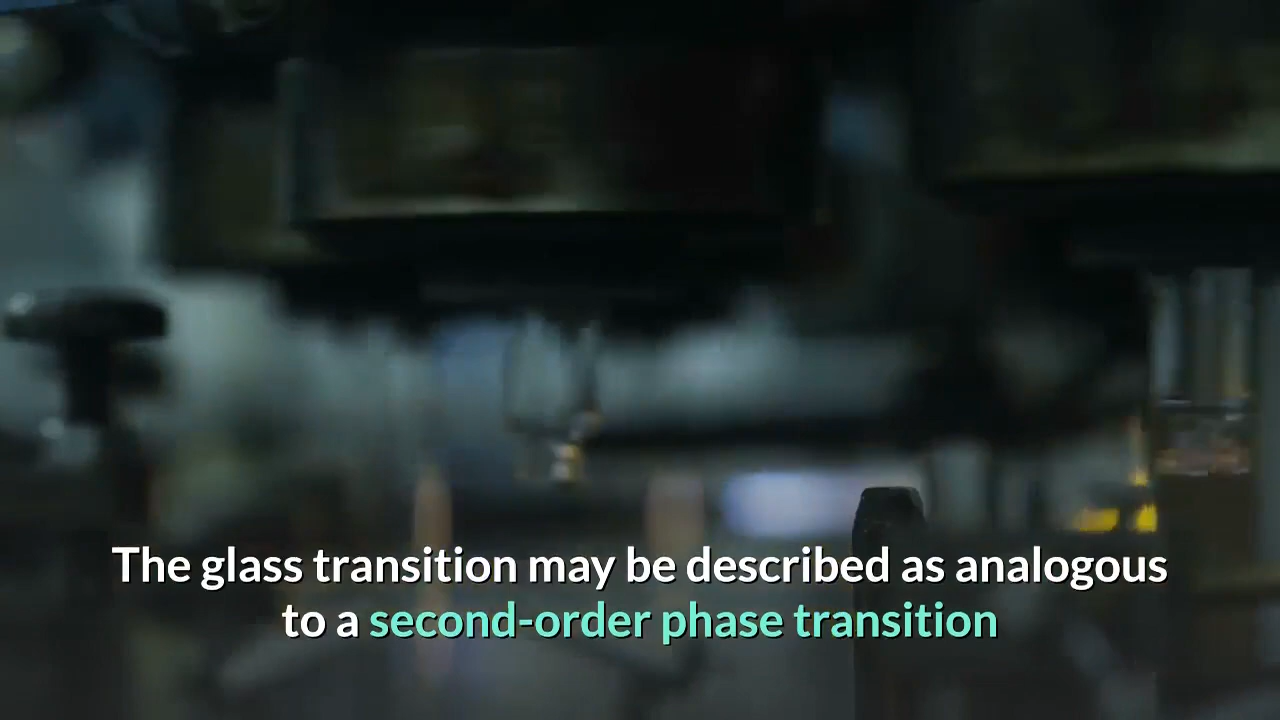 The glass transition may be described as analogous
to a second-order phase transition